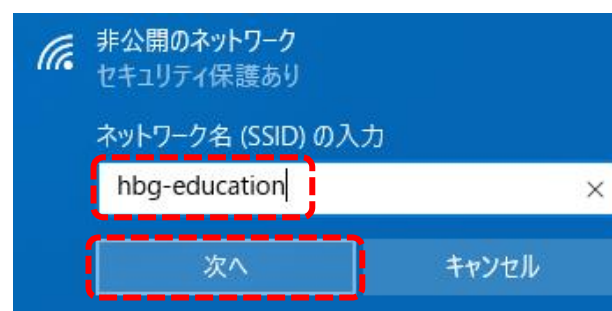 非公開のネットワーク
セキュリティ保護あり
ネットワーク名 (SSID) の入力
hbg-education
次へ キャンセル